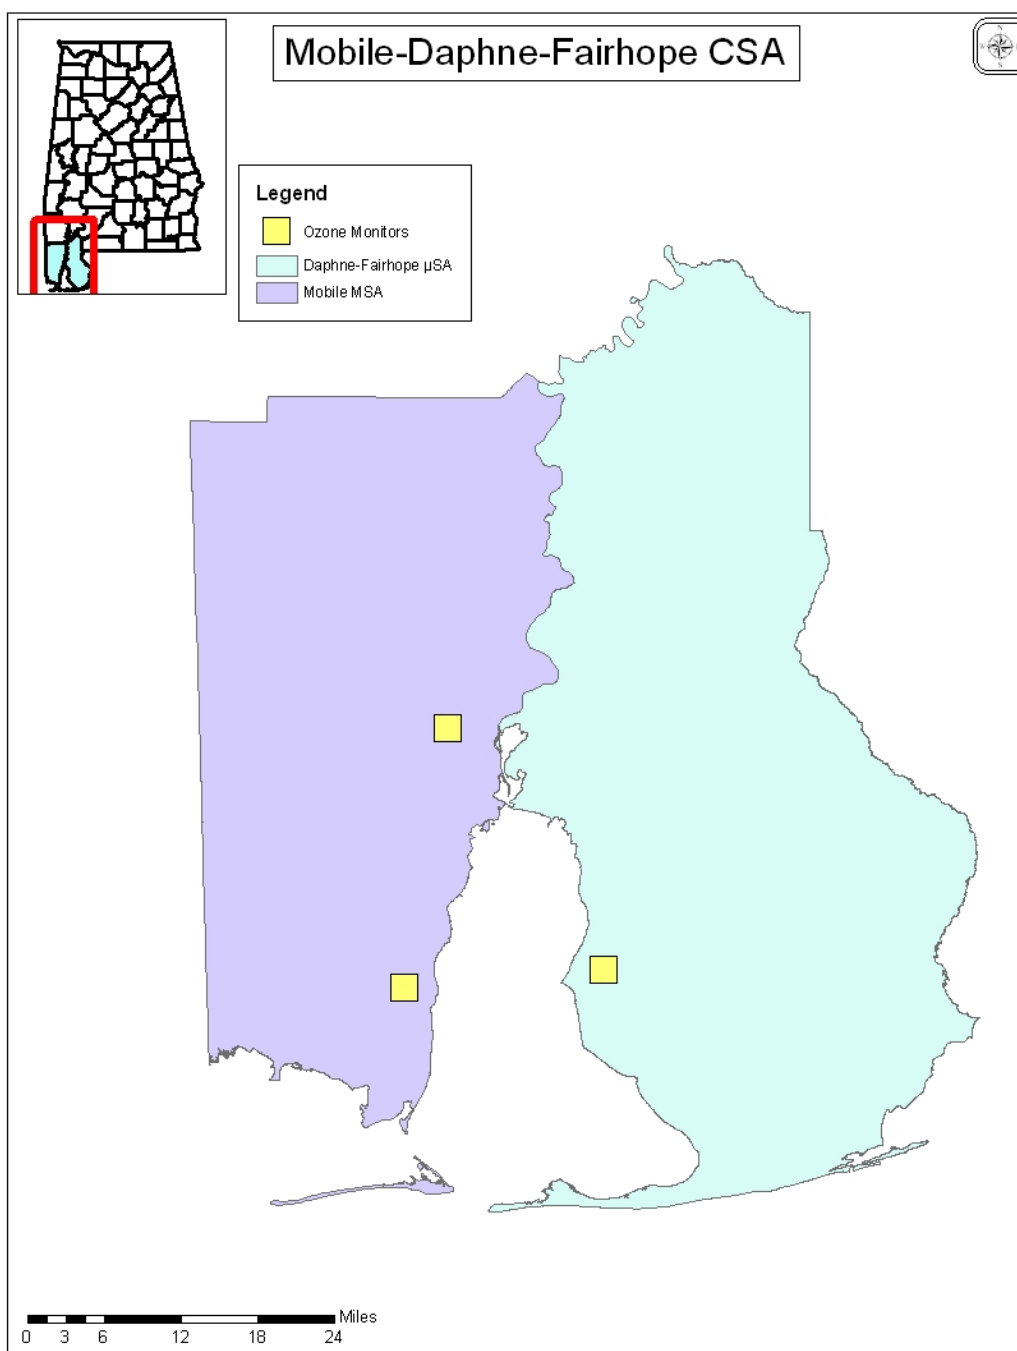 Mobile-Daphne-Fairhope CSA
N
Legend
Ozone Monitors
Daphne-Fairhope µSA
Mobile MSA
Miles
0 3 6 12 18 24